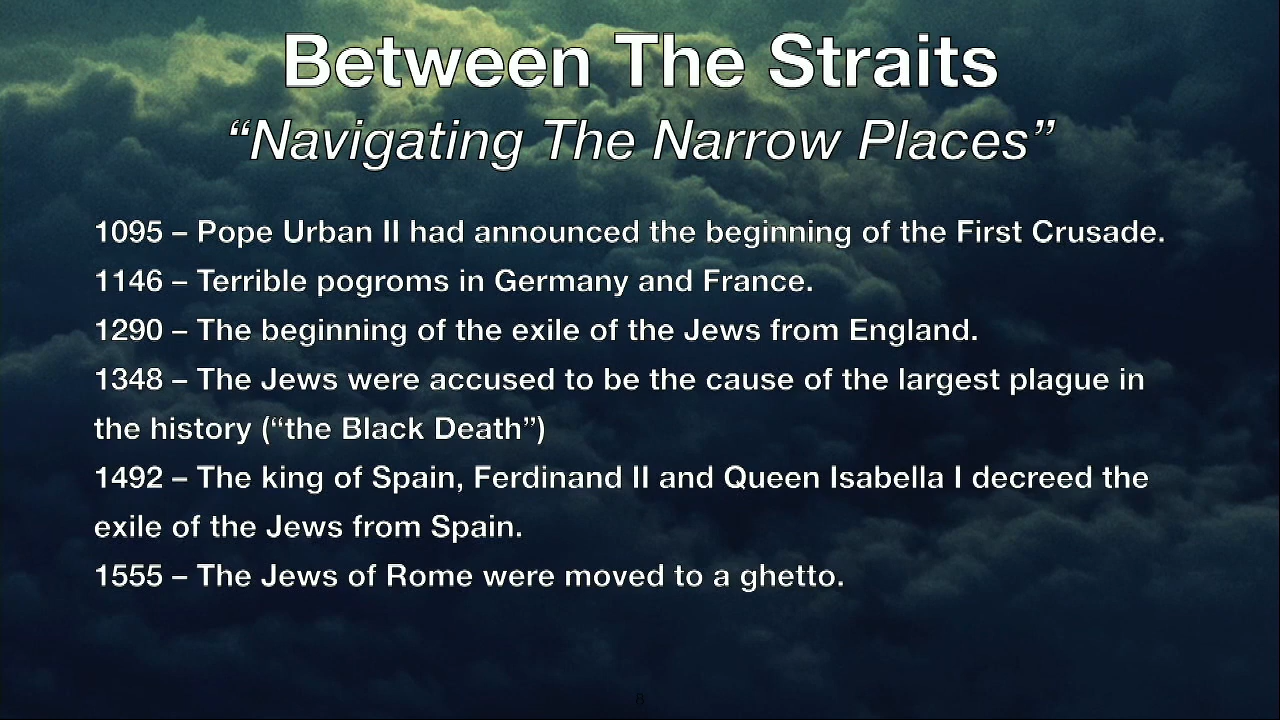 Between The Straits
“Navigating The Narrow Places”
1095 – Pope Urban II had announced the beginning of the First Crusade.
1146 – Terrible pogroms in Germany and France.
1290 – The beginning of the exile of the Jews from England.
1348 – The Jews were accused to be the cause of the largest plague in
the history (“the Black Death”)
1492 – The king of Spain, Ferdinand II and Queen Isabella I decreed the
exile of the Jews from Spain.
1555 – The Jews of Rome were moved to a ghetto.
8